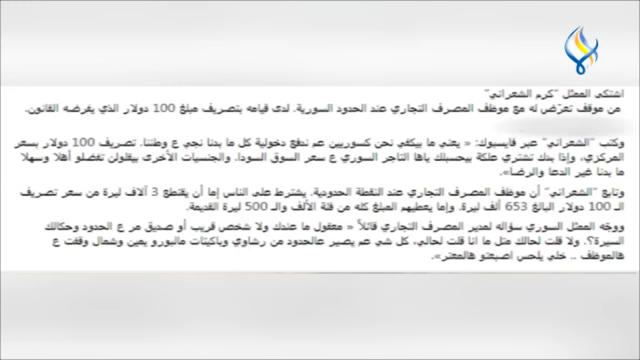 اشتكى الممثل "كرم الشعراني"
من موقف تعرّض له مع موظف المصرف التجاري عند الحدود السورية. لدى قيامه بتصريف مبلغ 100 دولار الذي يفرضه القانون.
وكتب "الشعراني" عبر فايسبوك: « يعني ما بيكفي نحن كسوريين عم ندفع دخولية كل ما بدنا نجي ع وطننا. تصريف 100 دولار بسعر
المركزي، وإذا بدك تشتري علكة بيحسبلك ياها التاجر السوري ع سعر السوق السودا. والجنسيات الأخرى بيقلون تفضلو أهلا وسهلا
ما بدنا غير الدعا والرضا».
وتابع "الشعراني" أن موظف المصرف التجاري عند النقطة الحدودية. يشترط على الناس إما أن يقتطع 3 آلاف ليرة من سعر تصريف
الـ 100 دولار البالغ 653 ألف ليرة. وإما يعطيهم المبلغ كله من فئة الألف والـ 500 ليرة القديمة.
ووجّه الممثل السوري سؤاله لمدير المصرف التجاري قائلاً « معقول ما عندك ولا شخص قريب أو صديق مر ع الحدود وحكالك
السيرة؟. ولا قلت لحالك متل ما انا قلت لحالي، كل شي عم يصير عالحدود من رشاوي وباكيتات مالبورو يمين وشمال وقفت ع
هالموظف .. خلي يلحس اصبعتو هالمعتر».